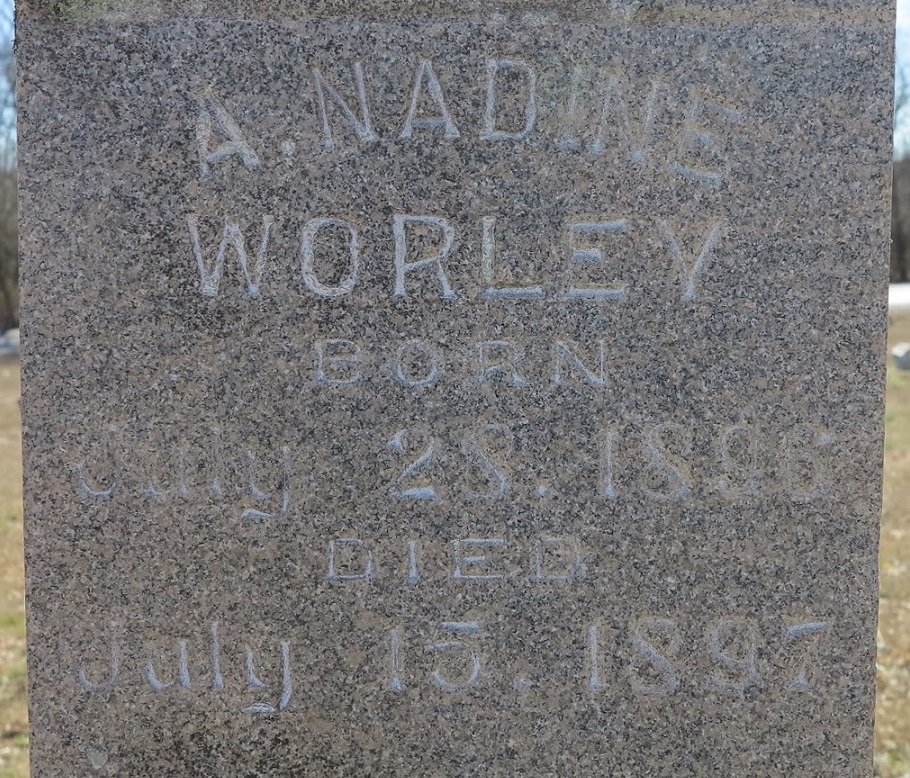 A. NADINE
WORLEY
BORN
July 28. 1896
DIED
July 15. 1897